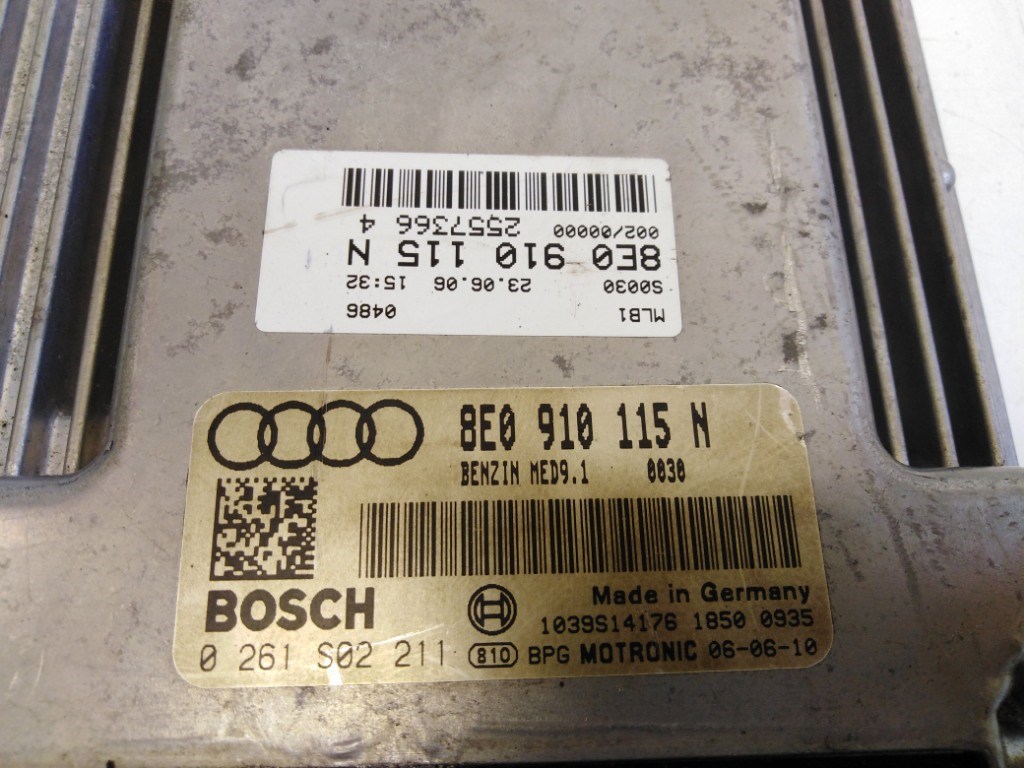 MLB1 0486
S0030 23.06.06 15:32
8E0 910 115 N
002/00000 2557366 4
8E0 910 115 N
BENZIN MED9.1 0030
BOSCH
Made in Germany
1039S14176 1850 0935
0 261 S02 211 810 BPG MOTRONIC 06-06-10